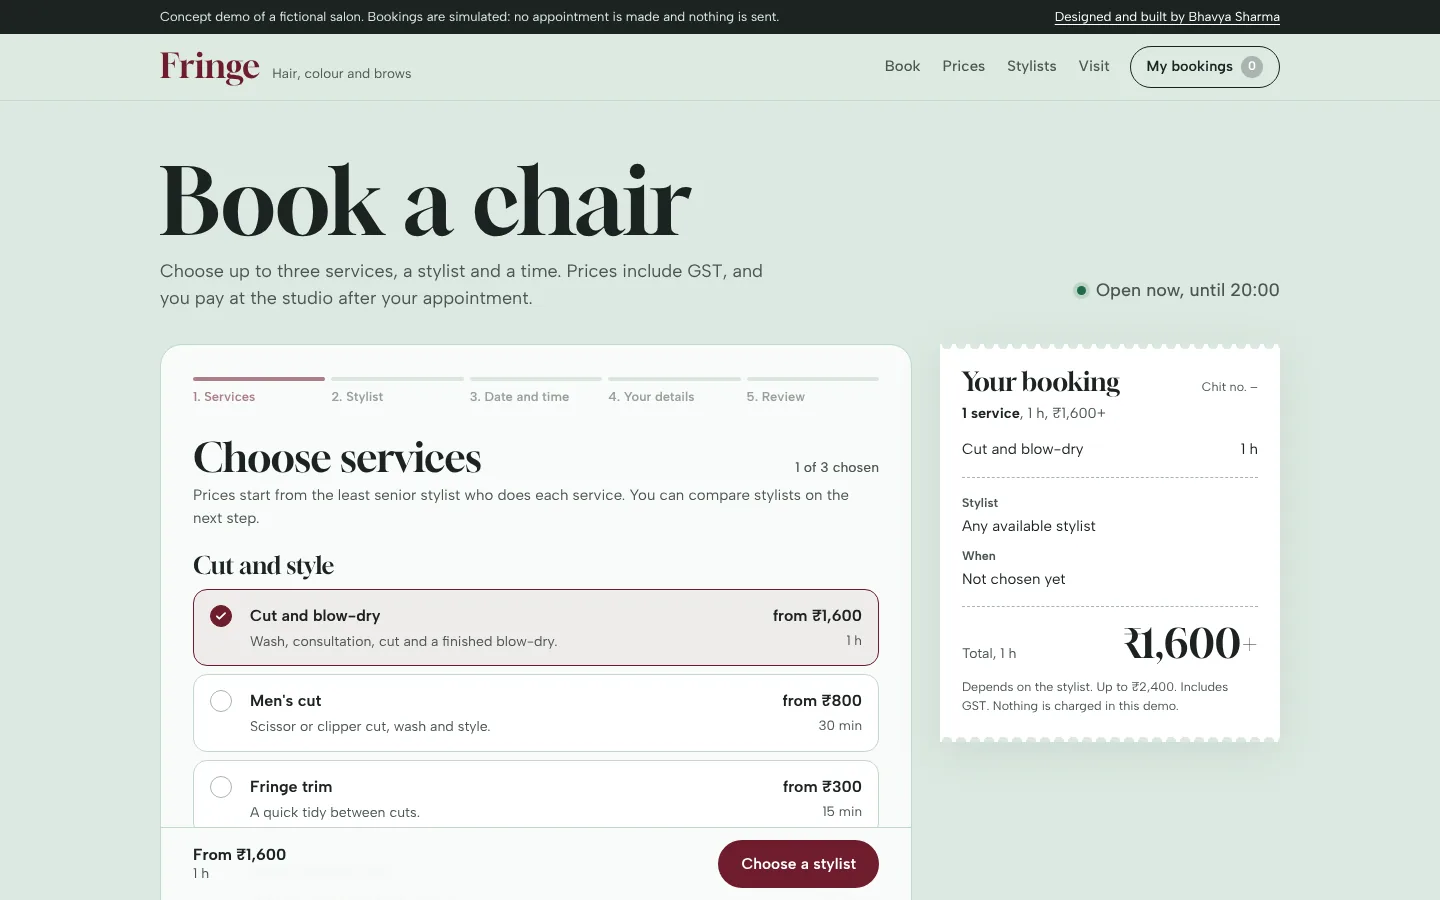 Concept demo of a fictional salon. Bookings are simulated: no appointment is made and nothing is sent.
Designed and built by Bhavya Sharma
Fringe
Hair, colour and brows
Book
Prices
Stylists
Visit
My bookings 0
Book a chair
Choose up to three services, a stylist and a time. Prices include GST, and
you pay at the studio after your appointment.
Open now, until 20:00
1. Services
2. Stylist
3. Date and time
4. Your details
5. Review
Choose services
1 of 3 chosen
Prices start from the least senior stylist who does each service. You can compare stylists on the
next step.
Cut and style
Cut and blow-dry
from ₹1,600
Wash, consultation, cut and a finished blow-dry.
1 h
Men's cut
from ₹800
Scissor or clipper cut, wash and style.
30 min
Fringe trim
from ₹300
A quick tidy between cuts.
15 min
From ₹1,600
1 h
Choose a stylist
Your booking
Chit no. –
1 service, 1 h, ₹1,600+
Cut and blow-dry
1 h
Stylist
Any available stylist
When
Not chosen yet
Total, 1 h
₹1,600+
Depends on the stylist. Up to ₹2,400. Includes
GST. Nothing is charged in this demo.